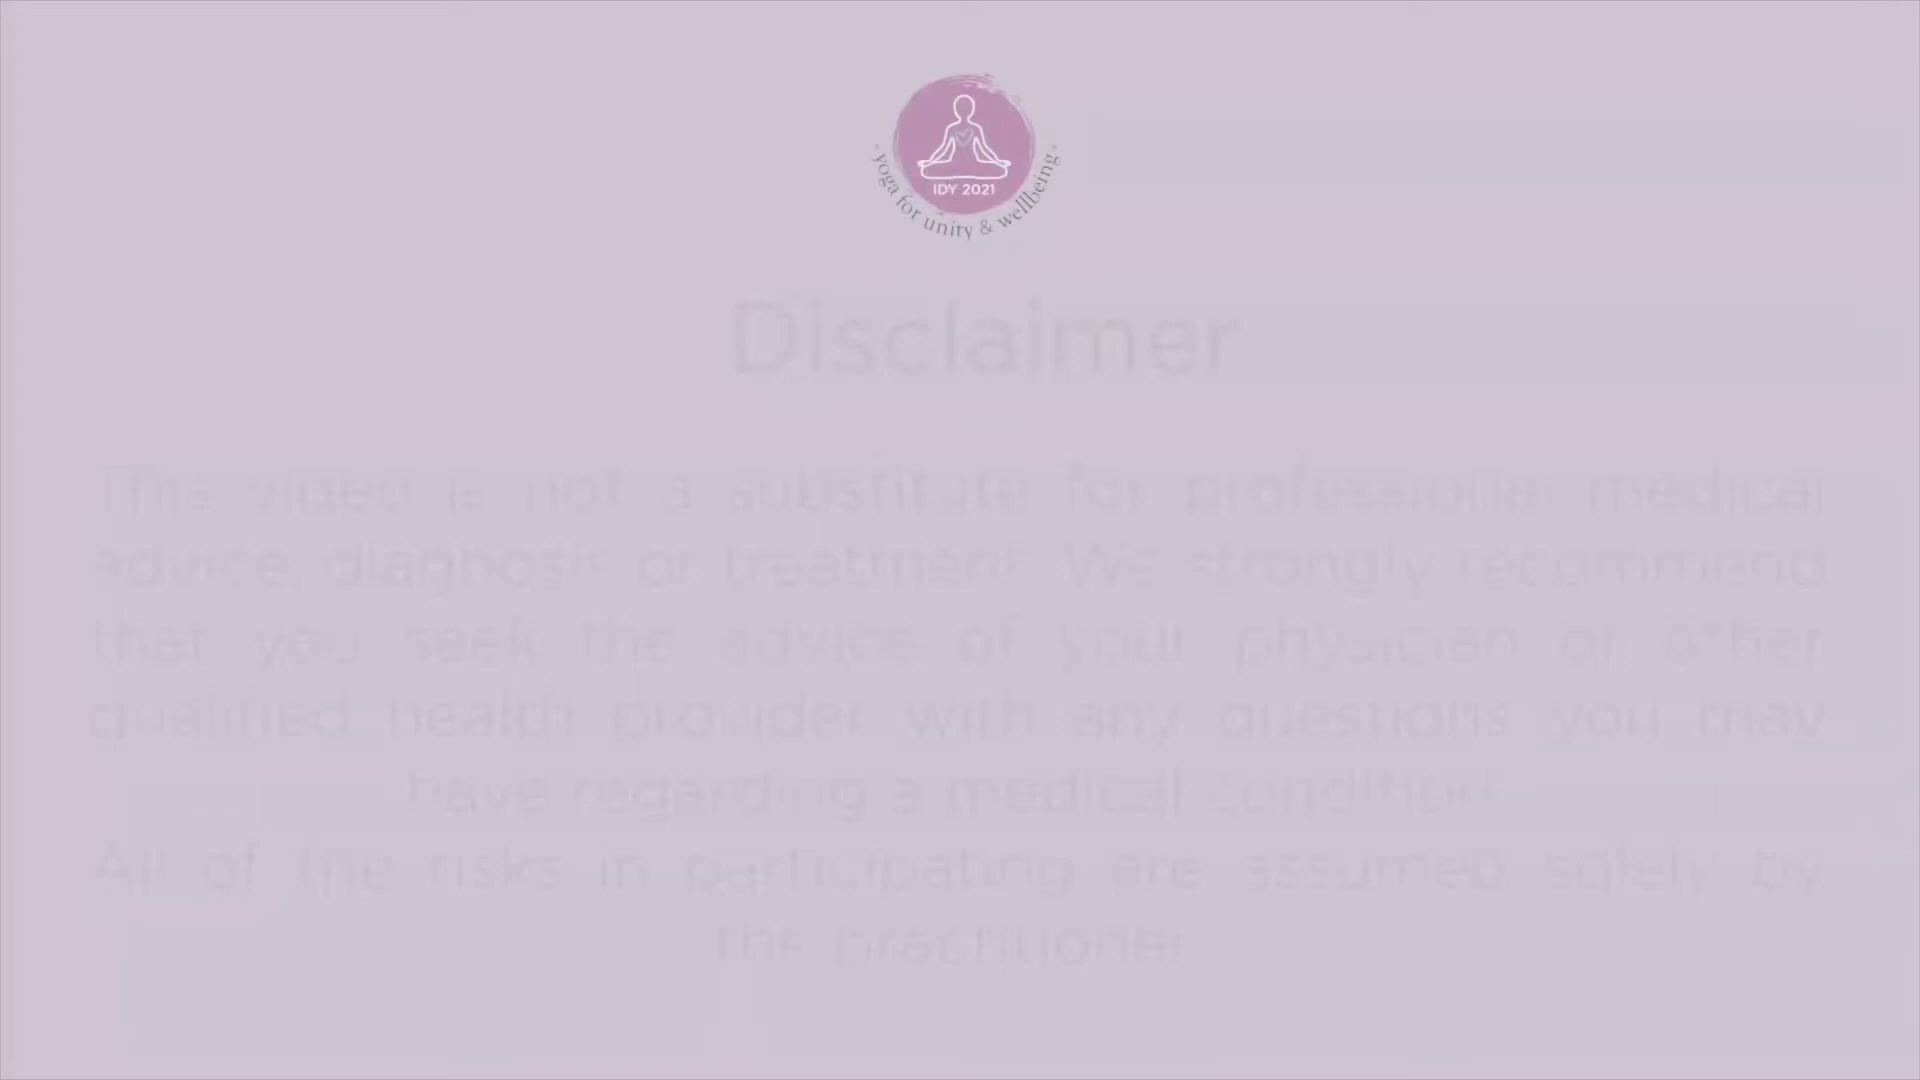 IDY 2021
- yoga for unity & wellbeing -
Disclaimer
This video is not a substitute for professional medical
advice, diagnosis or treatment. We strongly recommend
that you seek the advice of your physician or other
qualified health provider with any questions you may
have regarding a medical condition.
All of the risks in participating are assumed solely by
the practitioner